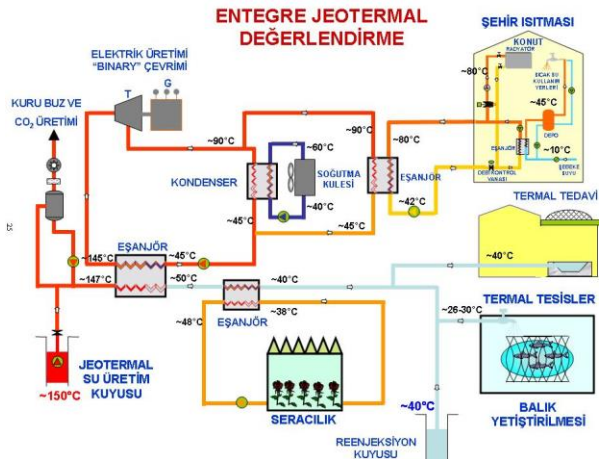 ENTEGRE JEOTERMAL
DEĞERLENDİRME
ŞEHİR ISITMASI
ELEKTRİK ÜRETİMİ
“BINARY” ÇEVRİMİ
T
G
KURU BUZ VE
CO₂ ÜRETİMİ
KONUT
RADYATÖR
SICAK SU
KULLANIM
YERLERİ
~80°C
~45°C
DEPO
~10°C
EŞANJÖR
ŞEBEKE
SUYU
DEBİ KONTROL
VANASI
~90°C
~90°C
~80°C
~60°C
KONDENSER
SOĞUTMA
KULESİ
EŞANJÖR
~40°C
~42°C
~45°C
~45°C
TERMAL TEDAVİ
25
~145°C
EŞANJÖR
~45°C
~40°C
~147°C
~50°C
~40°C
TERMAL TESİSLER
~26-30°C
~48°C
EŞANJÖR
~38°C
JEOTERMAL
SU ÜRETİM
KUYUSU
~150°C
SERACILIK
~40°C
BALIK
YETİŞTİRİLMESİ
REENJEKSİYON
KUYUSU